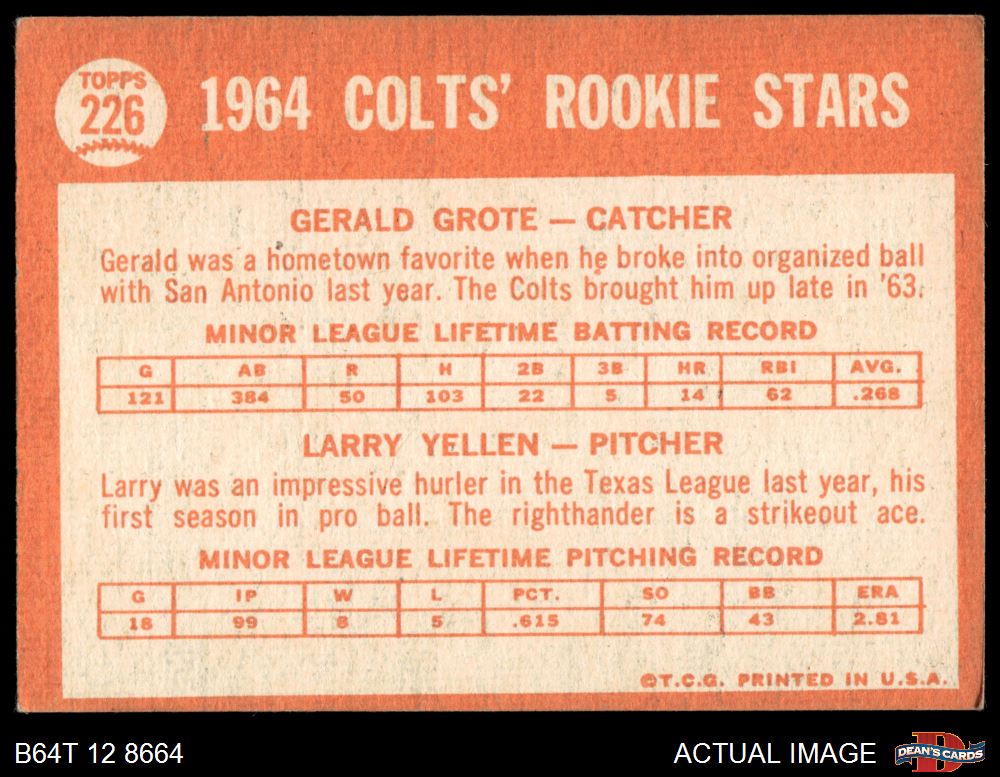 TOPPS
226
1964 COLTS' ROOKIE STARS
GERALD GROTE — CATCHER
Gerald was a hometown favorite when he broke into organized ball
with San Antonio last year. The Colts brought him up late in '63.
MINOR LEAGUE LIFETIME BATTING RECORD
G AB R H 2B 3B HR RBI AVG.
121 384 50 103 22 5 14 62 .268
LARRY YELLEN — PITCHER
Larry was an impressive hurler in the Texas League last year, his
first season in pro ball. The righthander is a strikeout ace.
MINOR LEAGUE LIFETIME PITCHING RECORD
G IP W L PCT. SO BB ERA
18 99 8 5 .615 74 43 2.81
©T.C.G. PRINTED IN U.S.A.
B64T 12 8664
ACTUAL IMAGE
DEAN'S CARDS